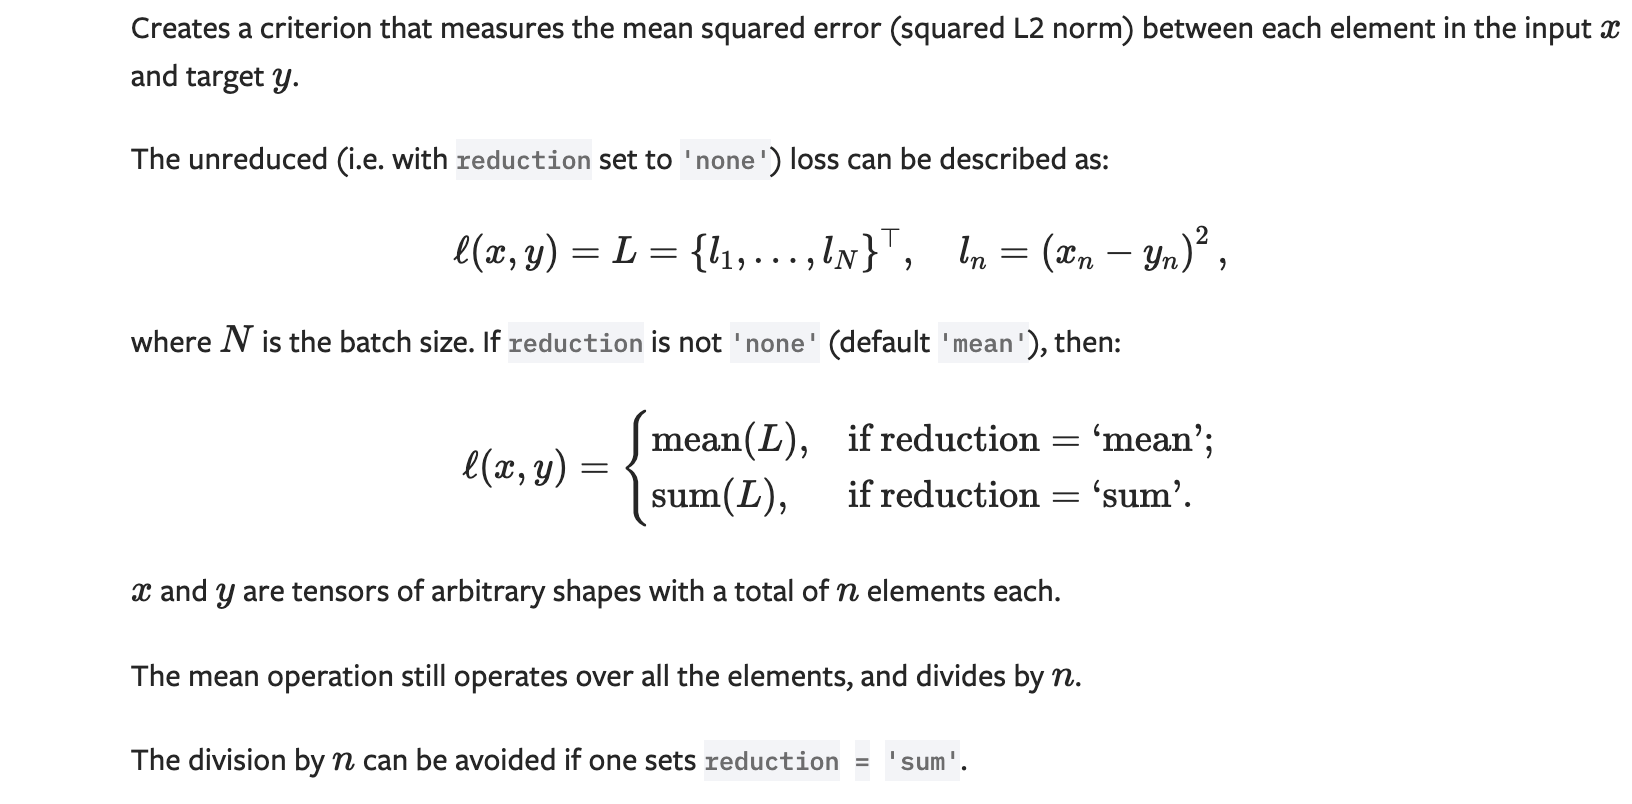 Creates a criterion that measures the mean squared error (squared L2 norm) between each element in the input x
and target y.
The unreduced (i.e. with reduction set to 'none') loss can be described as:
ℓ(x, y) = L = {l₁, . . . , l_N}^⊤,   l_n = (x_n − y_n)²,
where N is the batch size. If reduction is not 'none' (default 'mean'), then:
ℓ(x, y) = { mean(L),   if reduction = ‘mean’;
sum(L),   if reduction = ‘sum’.
x and y are tensors of arbitrary shapes with a total of n elements each.
The mean operation still operates over all the elements, and divides by n.
The division by n can be avoided if one sets reduction = 'sum'.